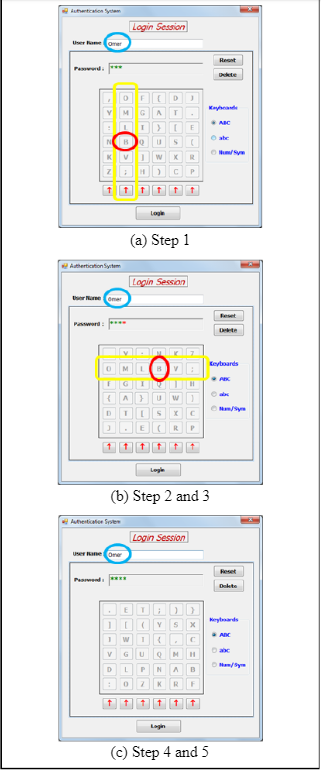 Authentication System
Login Session
User Name Omer
Reset
Password : ***
Delete
, O F ( D J
Y M G A T .
Keyboards
ABC
N B Q U S (
abc
K V ] W X R
Num/Sym
Z ; H ) C P
↑ ↑ ↑ ↑ ↑ ↑
Login
(a) Step 1
Authentication System
Login Session
User Name Omer
Reset
Password : ****
Delete
O M L B V ;
Keyboards
ABC
{ A ) U W ]
abc
D T [ S X C
Num/Sym
J . E ( R P
↑ ↑ ↑ ↑ ↑ ↑
Login
(b) Step 2 and 3
Authentication System
Login Session
User Name Omer
Reset
Password : ****
Delete
. E T ; ) }
Keyboards
] [ ( Y S X
ABC
J W T { , C
abc
V G U Q M H
D L P N A B
Num/Sym
: O Z K R F
↑ ↑ ↑ ↑ ↑ ↑
Login
(c) Step 4 and 5